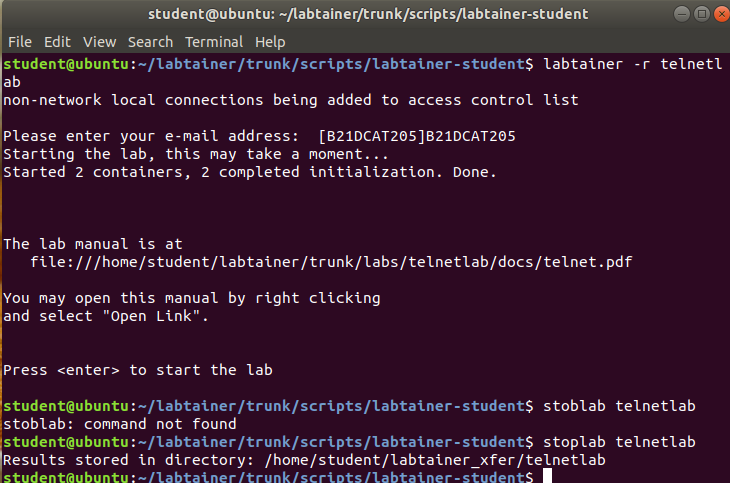 student@ubuntu: ~/labtainer/trunk/scripts/labtainer-student
File Edit View Search Terminal Help
student@ubuntu:~/labtainer/trunk/scripts/labtainer-student$ labtainer -r telnetl
ab
non-network local connections being added to access control list
Please enter your e-mail address:  [B21DCAT205]B21DCAT205
Starting the lab, this may take a moment...
Started 2 containers, 2 completed initialization. Done.
The lab manual is at
   file:///home/student/labtainer/trunk/labs/telnetlab/docs/telnet.pdf
You may open this manual by right clicking
and select "Open Link".
Press <enter> to start the lab
student@ubuntu:~/labtainer/trunk/scripts/labtainer-student$ stoblab telnetlab
stoblab: command not found
student@ubuntu:~/labtainer/trunk/scripts/labtainer-student$ stoplab telnetlab
Results stored in directory: /home/student/labtainer_xfer/telnetlab
student@ubuntu:~/labtainer/trunk/scripts/labtainer-student$